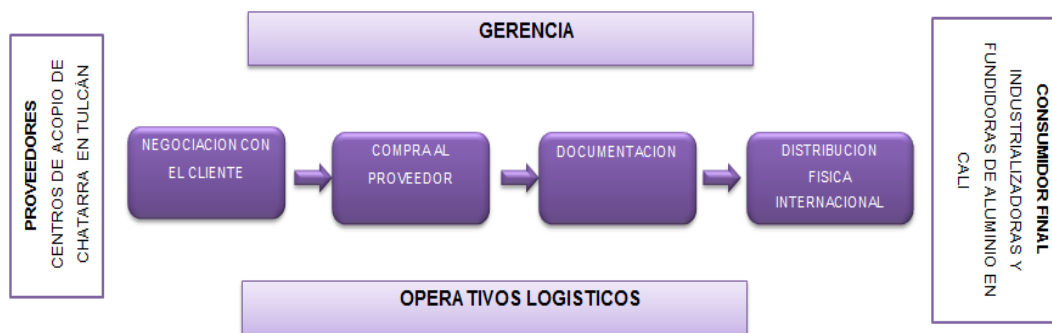 GERENCIA
PROVEEDORES
CENTROS DE ACOPIO DE
CHATARRA EN TULCÁN
NEGOCIACION CON
EL CLIENTE
COMPRA AL
PROVEEDOR
DOCUMENTACION
DISTRIBUCION
FISICA
INTERNACIONAL
CONSUMIDOR FINAL
INDUSTRIALIZADORAS Y
FUNDIDORAS DE ALUMINIO EN
CALI
OPERATIVOS LOGISTICOS